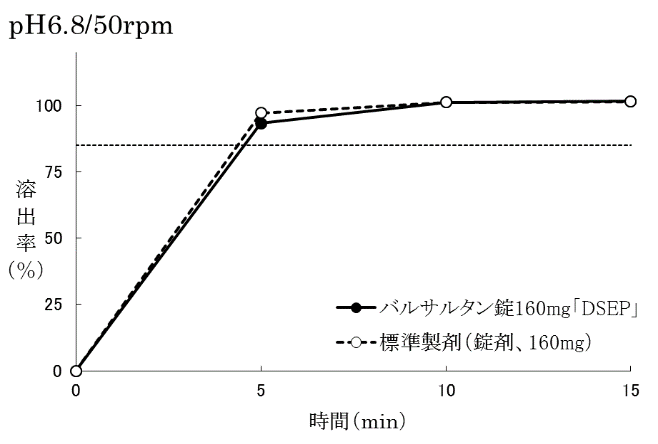 pH6.8/50rpm
100
75
50
25
0
溶出率(%)
バルサルタン錠160mg「DSEP」
標準製剤(錠剤、160mg)
0 5 10 15
時間(min)